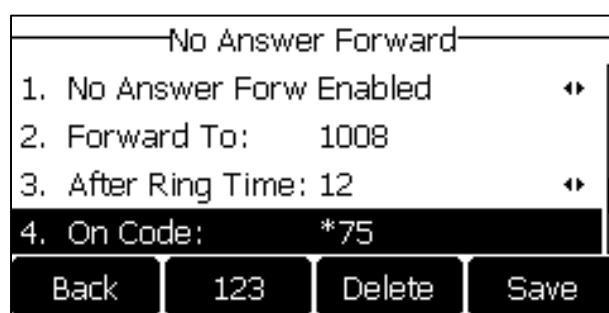 No Answer Forward
1. No Answer Forw Enabled
2. Forward To: 1008
3. After Ring Time: 12
4. On Code: *75
Back 123 Delete Save